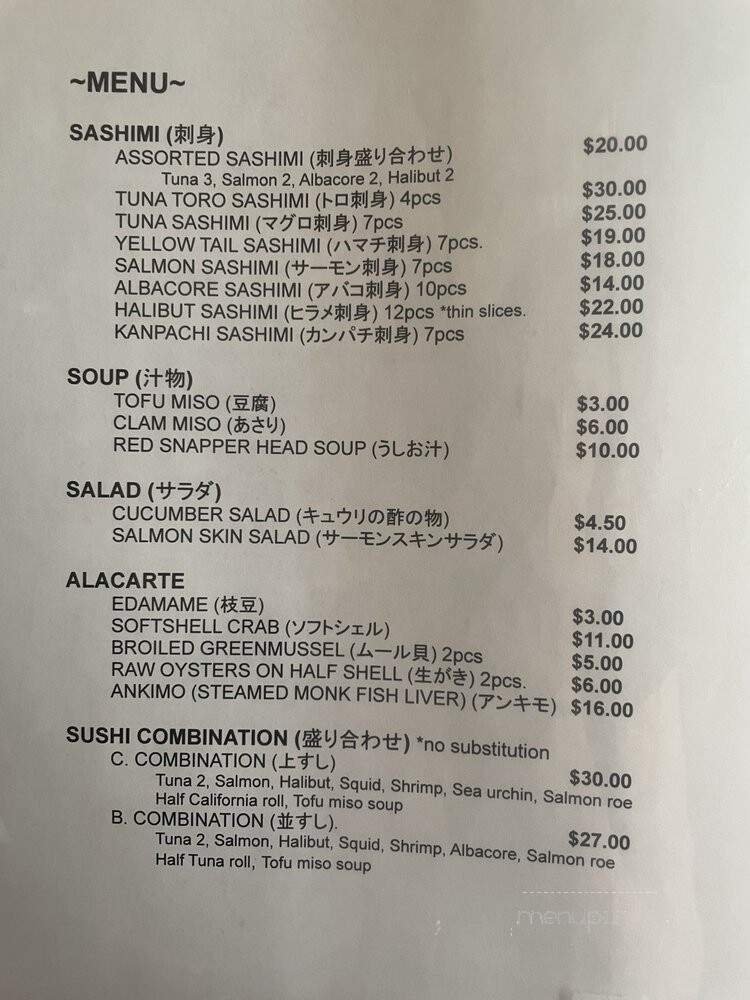 ~MENU~
SASHIMI (刺身)
ASSORTED SASHIMI (刺身盛り合わせ) $20.00
Tuna 3, Salmon 2, Albacore 2, Halibut 2
TUNA TORO SASHIMI (トロ刺身) 4pcs $30.00
TUNA SASHIMI (マグロ刺身) 7pcs $25.00
YELLOW TAIL SASHIMI (ハマチ刺身) 7pcs. $19.00
SALMON SASHIMI (サーモン刺身) 7pcs $18.00
ALBACORE SASHIMI (アバコ刺身) 10pcs $14.00
HALIBUT SASHIMI (ヒラメ刺身) 12pcs *thin slices. $22.00
KANPACHI SASHIMI (カンパチ刺身) 7pcs $24.00
SOUP (汁物)
TOFU MISO (豆腐) $3.00
CLAM MISO (あさり) $6.00
RED SNAPPER HEAD SOUP (うしお汁) $10.00
SALAD (サラダ)
CUCUMBER SALAD (キュウリの酢の物) $4.50
SALMON SKIN SALAD (サーモンスキンサラダ) $14.00
ALACARTE
EDAMAME (枝豆) $3.00
SOFTSHELL CRAB (ソフトシェル) $11.00
BROILED GREENMUSSEL (ムール貝) 2pcs $5.00
RAW OYSTERS ON HALF SHELL (生がき) 2pcs. $6.00
ANKIMO (STEAMED MONK FISH LIVER) (アンキモ) $16.00
SUSHI COMBINATION (盛り合わせ) *no substitution
C. COMBINATION (上すし) $30.00
Tuna 2, Salmon, Halibut, Squid, Shrimp, Sea urchin, Salmon roe
Half California roll, Tofu miso soup
B. COMBINATION (並すし). $27.00
Tuna 2, Salmon, Halibut, Squid, Shrimp, Albacore, Salmon roe
Half Tuna roll, Tofu miso soup